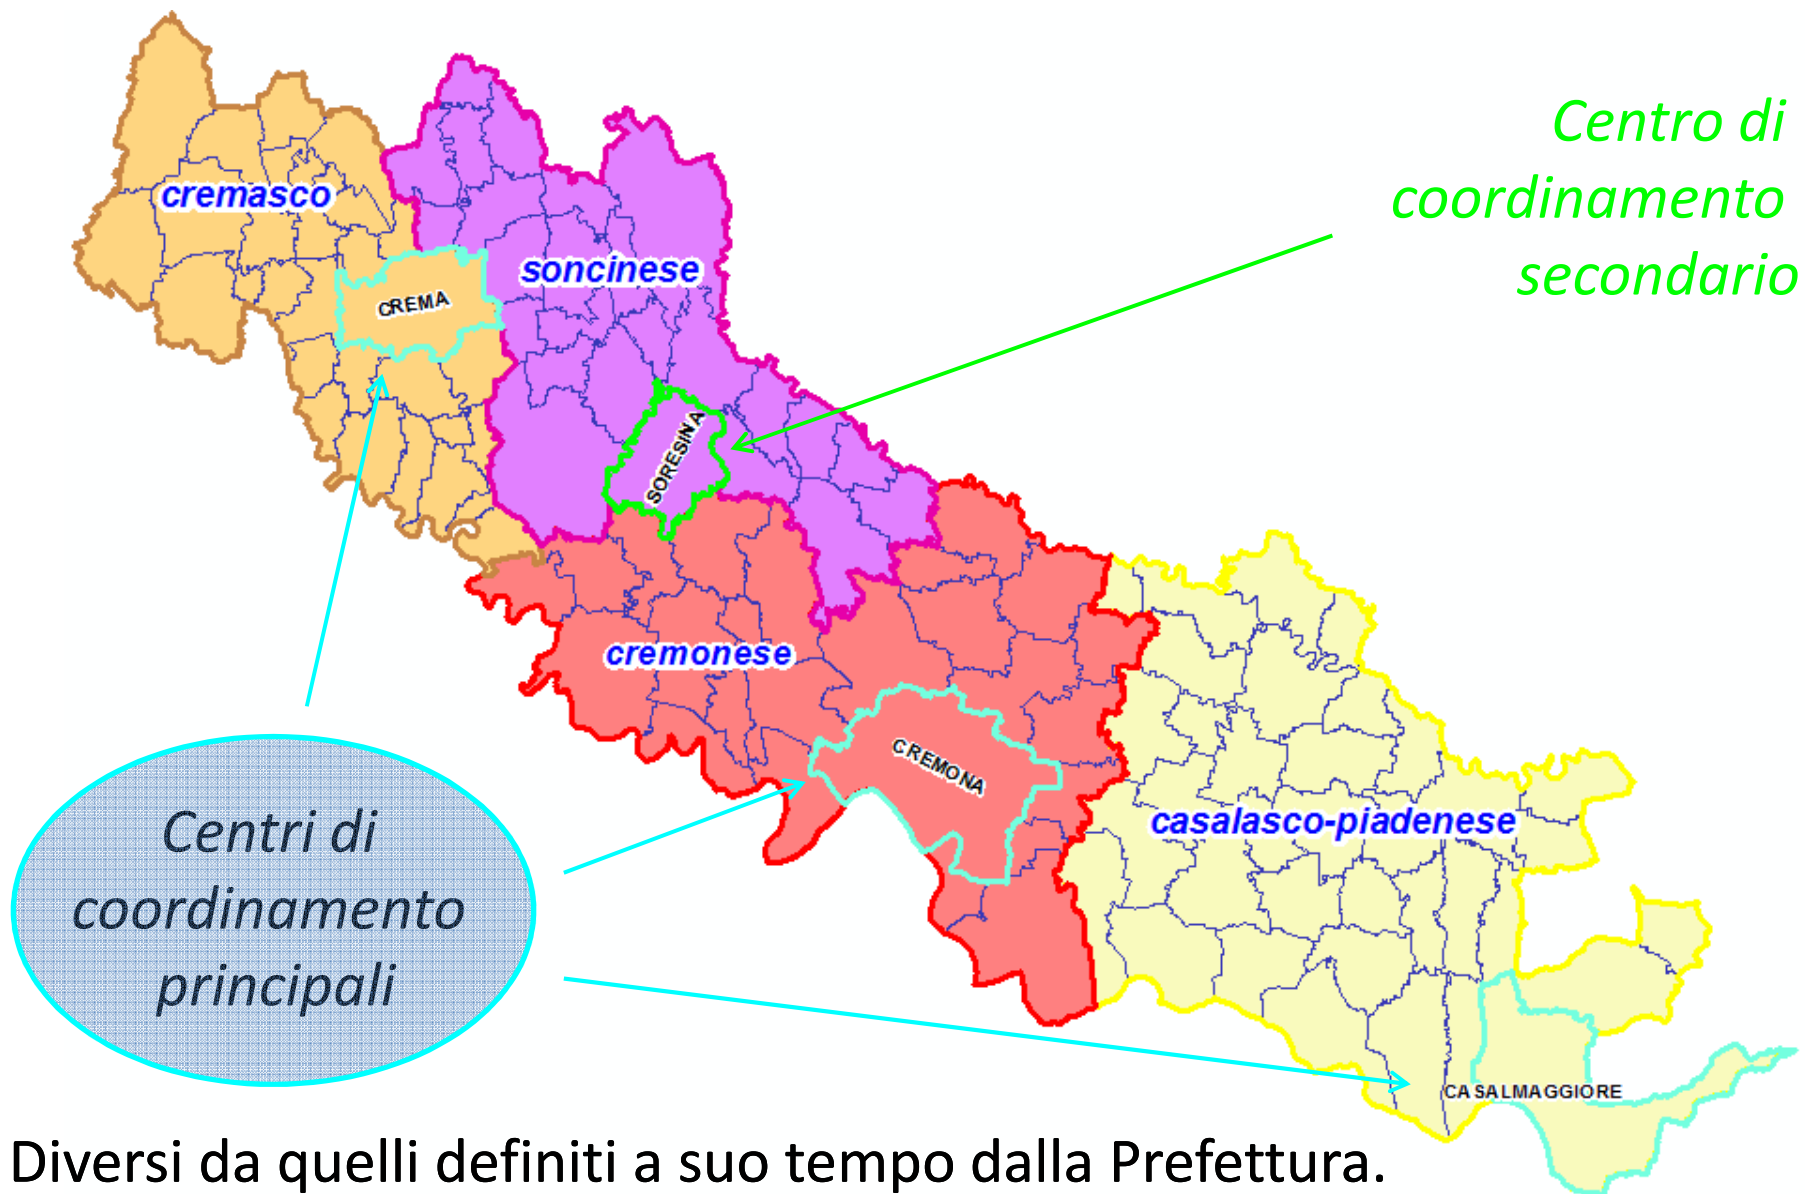 Centro di
coordinamento
secondario
cremasco
soncinese
CREMA
SORESINA
cremonese
CREMONA
casalasco-piadenese
Centri di
coordinamento
principali
CASALMAGGIORE
Diversi da quelli definiti a suo tempo dalla Prefettura.